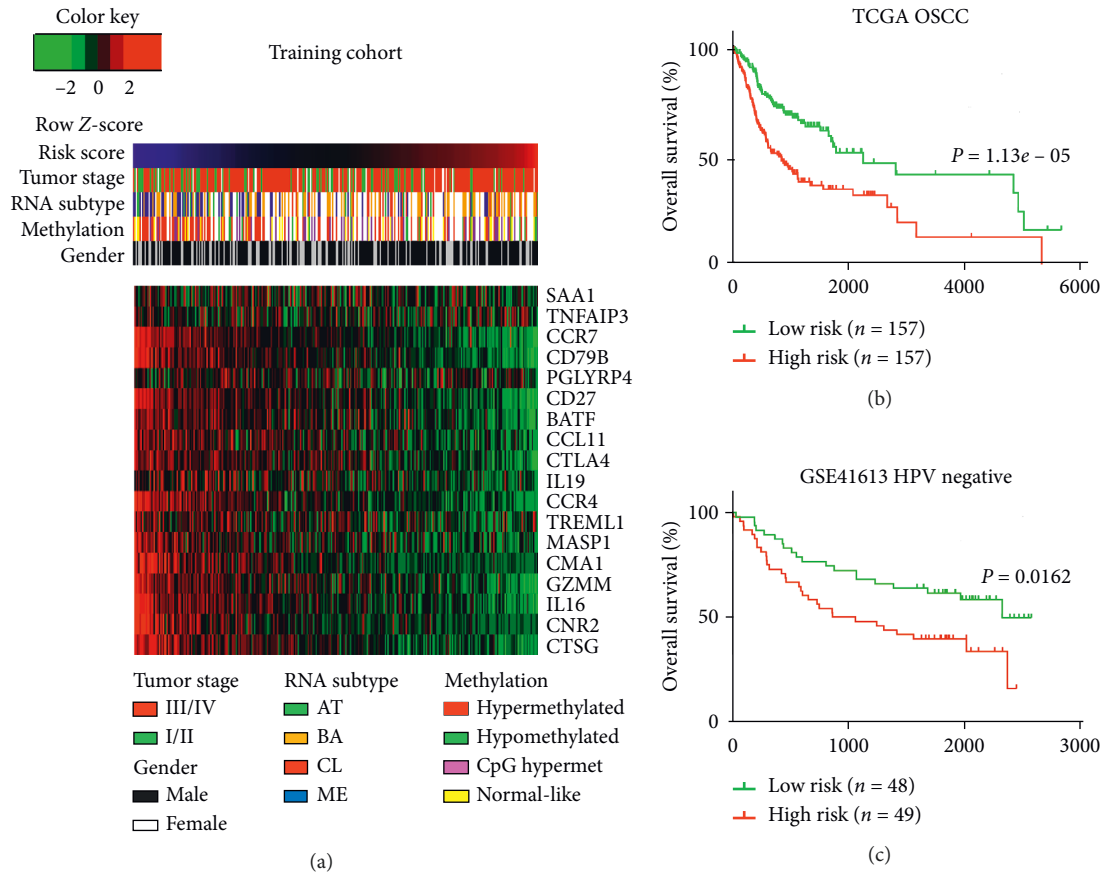 Color key
−2 0 2
Row Z-score
Training cohort
Risk score
Tumor stage
RNA subtype
Methylation
Gender
SAA1
TNFAIP3
CCR7
CD79B
PGLYRP4
CD27
BATF
CCL11
CTLA4
IL19
CCR4
TREML1
MASP1
CMA1
GZMM
IL16
CNR2
CTSG
Tumor stage
III/IV
I/II
Gender
Male
Female
RNA subtype
AT
BA
CL
ME
Methylation
Hypermethylated
Hypomethylated
CpG hypermet
Normal-like
(a)
TCGA OSCC
Overall survival (%)
100
50
0
P = 1.13e − 05
0 2000 4000 6000
Low risk (n = 157)
High risk (n = 157)
(b)
GSE41613 HPV negative
Overall survival (%)
100
50
0
P = 0.0162
0 1000 2000 3000
Low risk (n = 48)
High risk (n = 49)
(c)